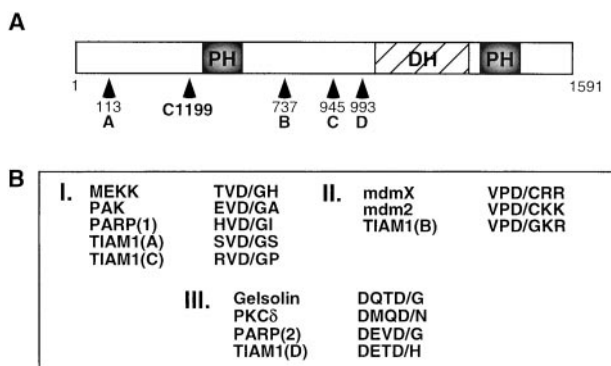 A
PH DH PH
1 113 C1199 737 945 993 1591
A B C D
B
I. MEKK TVD/GH II. mdmX VPD/CRR
PAK EVD/GA mdm2 VPD/CKK
PARP(1) HVD/GI TIAM1(B) VPD/GKR
TIAM1(A) SVD/GS
TIAM1(C) RVD/GP
III. Gelsolin DQTD/G
PKCδ DMQD/N
PARP(2) DEVD/G
TIAM1(D) DETD/H